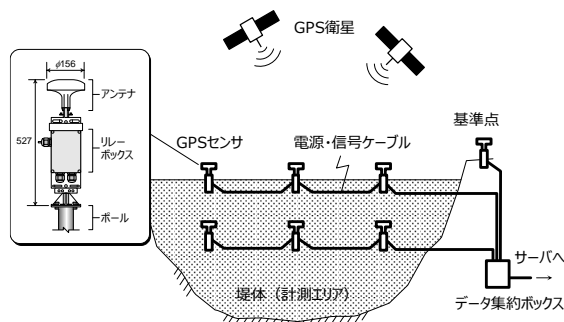 GPS衛星
φ156
アンテナ
527
リレー
ボックス
ポール
GPSセンサ
電源・信号ケーブル
基準点
堤体（計測エリア）
サーバへ
データ集約ボックス